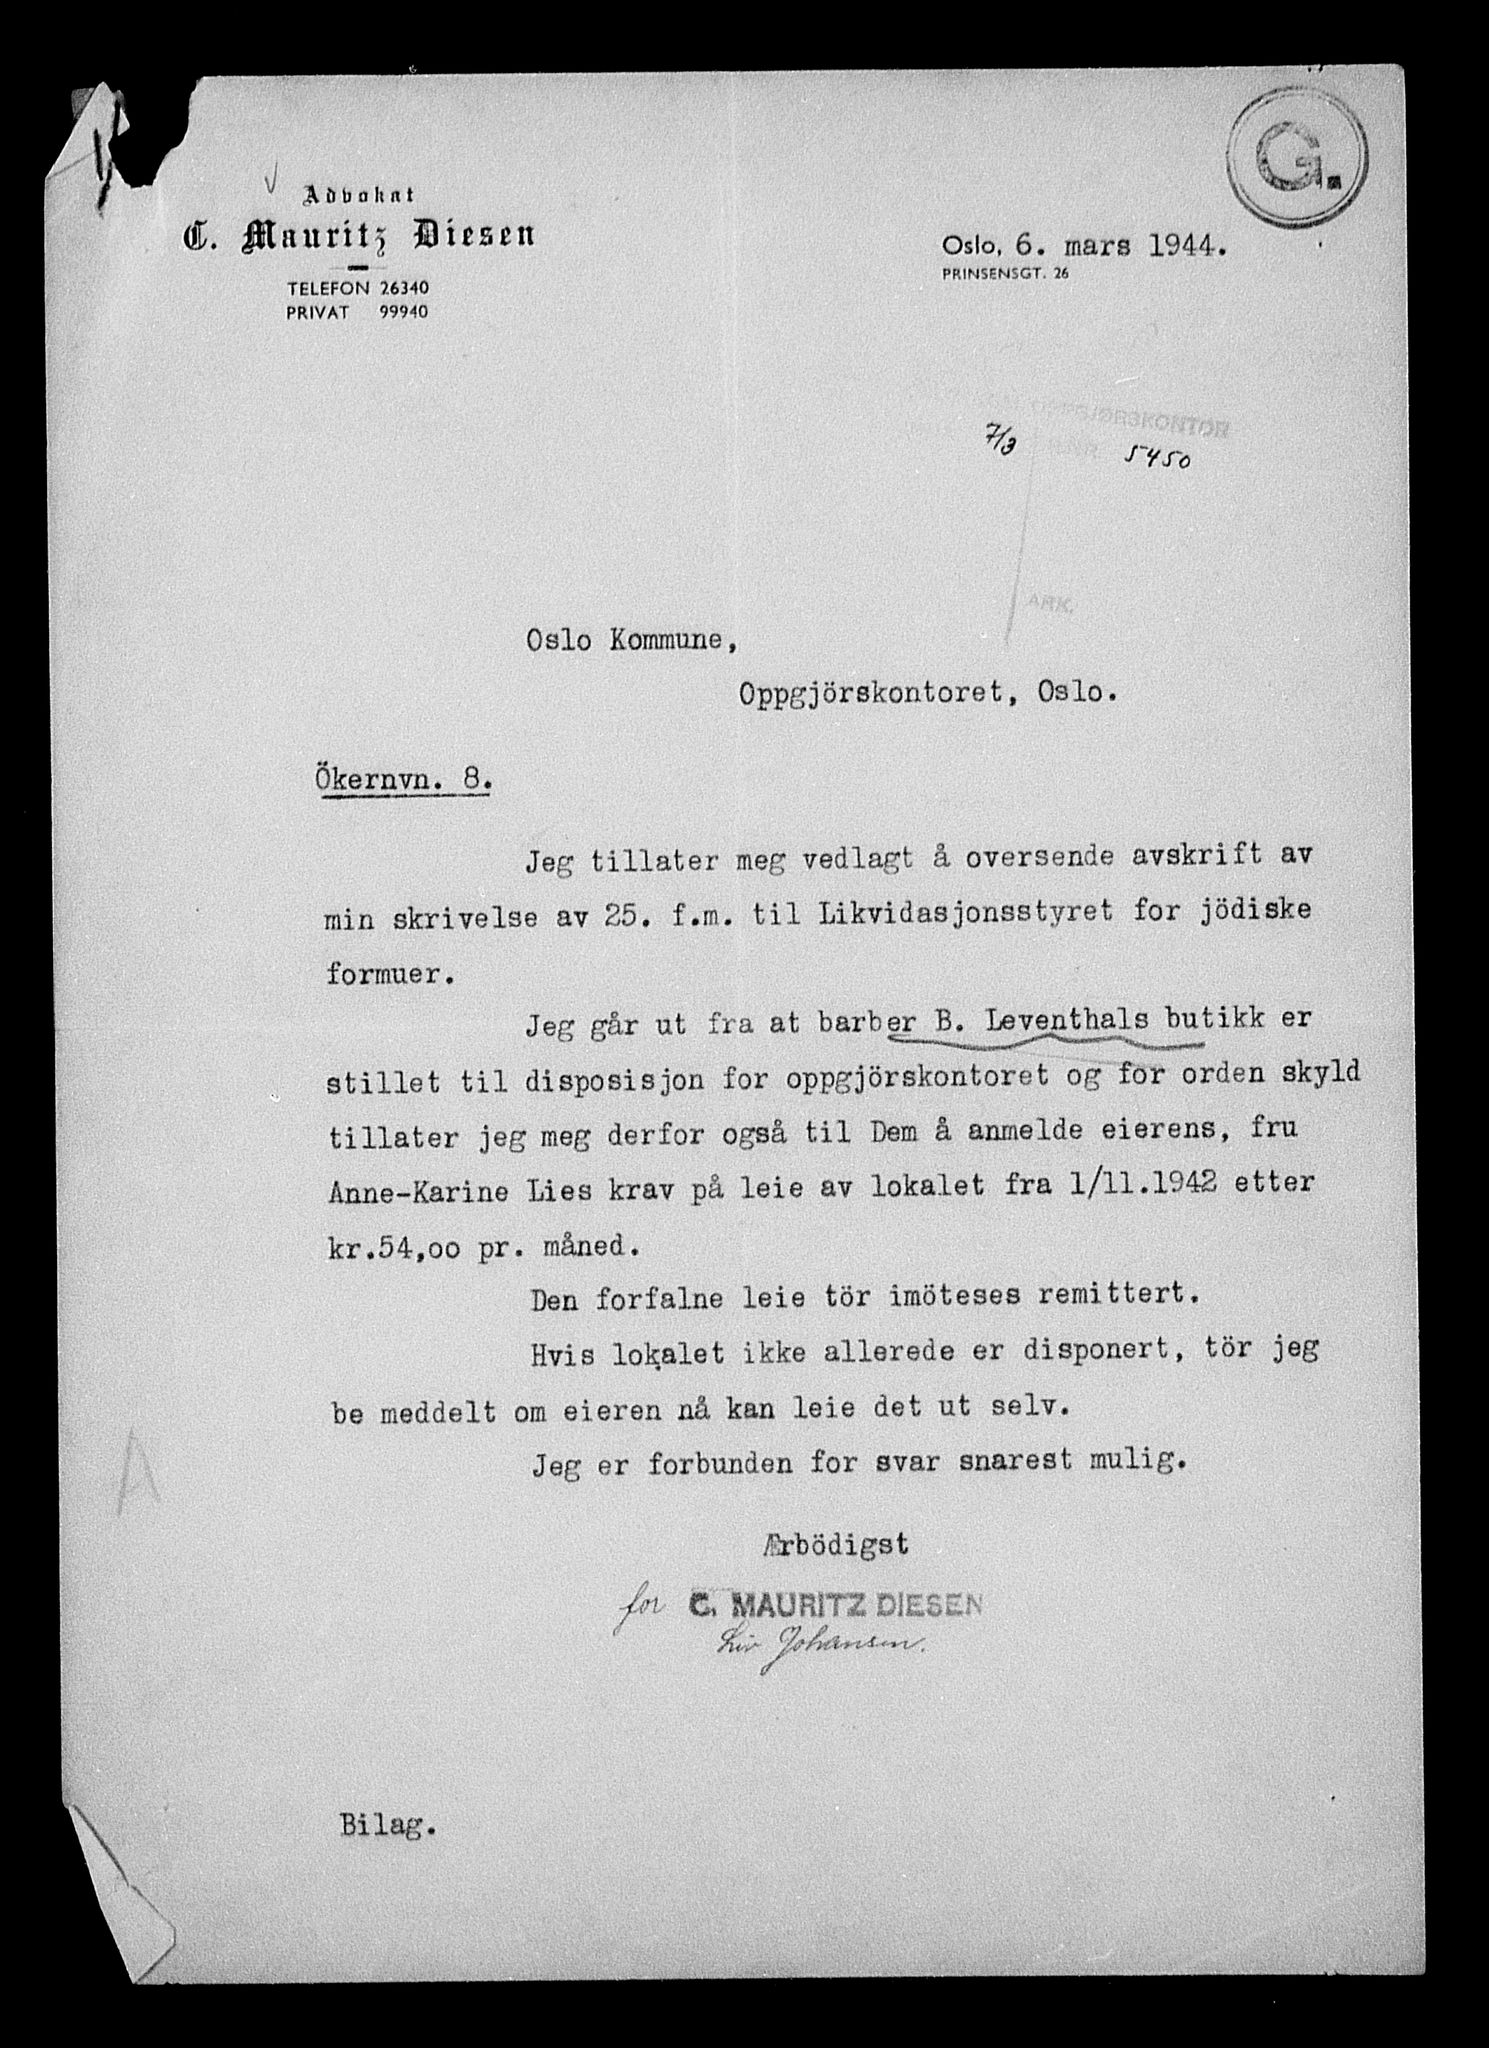 G.
Advokat
C. Mauritz Diesen
TELEFON 26340
PRIVAT 99940
Oslo, 6. mars 1944.
PRINSENSGT. 26
OPPGJØRSKONTOR
7/3 5450
ARK.
Oslo Kommune,
Oppgjörskontoret, Oslo.
Ökernvn. 8.
Jeg tillater meg vedlagt å oversende avskrift av
min skrivelse av 25. f.m. til Likvidasjonsstyret for jödiske
formuer.
Jeg går ut fra at barber B. Leventhals butikk er
stillet til disposisjon for oppgjörskontoret og for orden skyld
tillater jeg meg derfor også til Dem å anmelde eierens, fru
Anne-Karine Lies krav på leie av lokalet fra 1/11.1942 etter
kr.54,oo pr. måned.
Den forfalne leie tör imöteses remittert.
Hvis lokalet ikke allerede er disponert, tör jeg
be meddelt om eieren nå kan leie det ut selv.
Jeg er forbunden for svar snarest mulig.
Ærbödigst
for C. MAURITZ DIESEN
Liv Johansen.
A
Bilag.